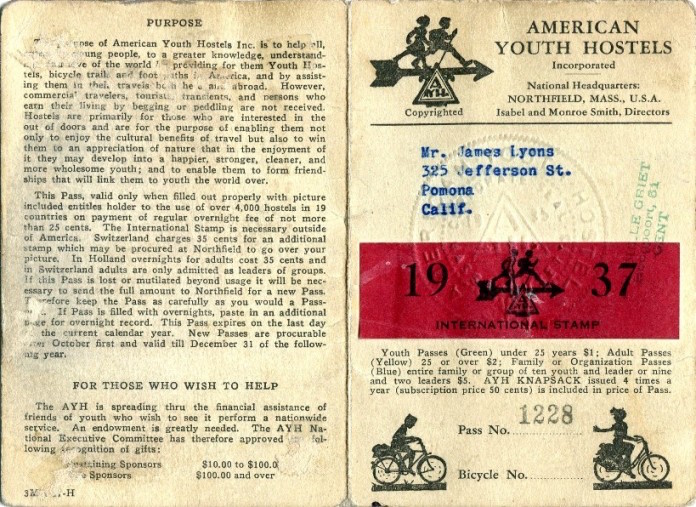 PURPOSE
pose of American Youth Hostels Inc. is to help all,
young people, to a greater knowledge, understand-
love of the world providing for them Youth
tels, bicycle trails and foot paths in America, and by assist-
ing them in their travels both here and abroad. However,
commercial travelers, tourists, transients, and persons who
earn their living by begging or peddling are not received.
Hostels are primarily for those who are interested in the
out of doors and are for the purpose of enabling them not
only to enjoy the cultural benefits of travel but also to win
them to an appreciation of nature that in the enjoyment of
it they may develop into a happier, stronger, cleaner, and
more wholesome youth; and to enable them to form friend-
ships that will link them to youth the world over.
This Pass, valid only when filled out properly with picture
included entitles holder to the use of over 4,000 hostels in 19
countries on payment of regular overnight fee of not more
than 25 cents. The International Stamp is necessary outside
of America. Switzerland charges 35 cents for an additional
stamp which may be procured at Northfield to go over your
picture. In Holland overnights for adults cost 35 cents and
in Switzerland adults are only admitted as leaders of groups.
If this Pass is lost or mutilated beyond usage it will be nec-
essary to send the full amount to Northfield for a new Pass.
Therefore keep the Pass as carefully as you would a Pass-
If Pass is filled with overnights, paste in an additional
page for overnight record. This Pass expires on the last day
the current calendar year. New Passes are procurable
October first and valid till December 31 of the follow-
ing year.
FOR THOSE WHO WISH TO HELP
The AYH is spreading thru the financial assistance of
friends of youth who wish to see it perform a nationwide
service. An endowment is greatly needed. The AYH Na-
tional Executive Committee has therefore approved fol-
lowing recognition of gifts:
Sponsors $10.00 to $100.0
Sponsors $100.00 and over
AMERICAN
YOUTH HOSTELS
Incorporated
National Headquarters:
NORTHFIELD, MASS., U.S.A.
Isabel and Monroe Smith, Directors
AYH
Copyrighted
Mr. James Lyons
325 Jefferson St.
Pomona
Calif.
LE GRIET
poort, 61
GENT
19 37
INTERNATIONAL STAMP
Youth Passes (Green) under 25 years $1; Adult Passes
(Yellow) 25 or over $2; Family or Organization Passes
(Blue) entire family or group of ten youth and leader or nine
and two leaders $5. AYH KNAPSACK issued 4 times a
year (subscription price 50 cents) is included in price of Pass.
Pass No. 1228
Bicycle No.